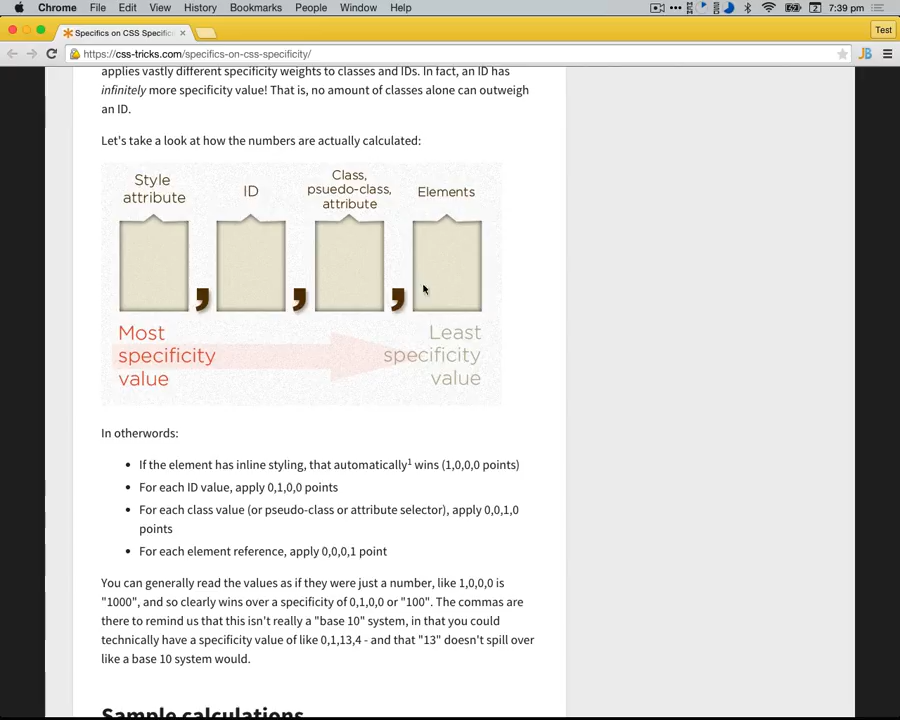 Chrome File Edit View History Bookmarks People Window Help 7:39 pm
Specifics on CSS Specific
Test
https://css-tricks.com/specifics-on-css-specificity/
applies vastly different specificity weights to classes and IDs. In fact, an ID has
infinitely more specificity value! That is, no amount of classes alone can outweigh
an ID.
Let's take a look at how the numbers are actually calculated:
Style
attribute
ID
Class,
psuedo-class,
attribute
Elements
, , ,
Most
specificity
value
Least
specificity
value
In otherwords:
• If the element has inline styling, that automatically1 wins (1,0,0,0 points)
• For each ID value, apply 0,1,0,0 points
• For each class value (or pseudo-class or attribute selector), apply 0,0,1,0
points
• For each element reference, apply 0,0,0,1 point
You can generally read the values as if they were just a number, like 1,0,0,0 is
"1000", and so clearly wins over a specificity of 0,1,0,0 or "100". The commas are
there to remind us that this isn't really a "base 10" system, in that you could
technically have a specificity value of like 0,1,13,4 - and that "13" doesn't spill over
like a base 10 system would.
Sample calculations